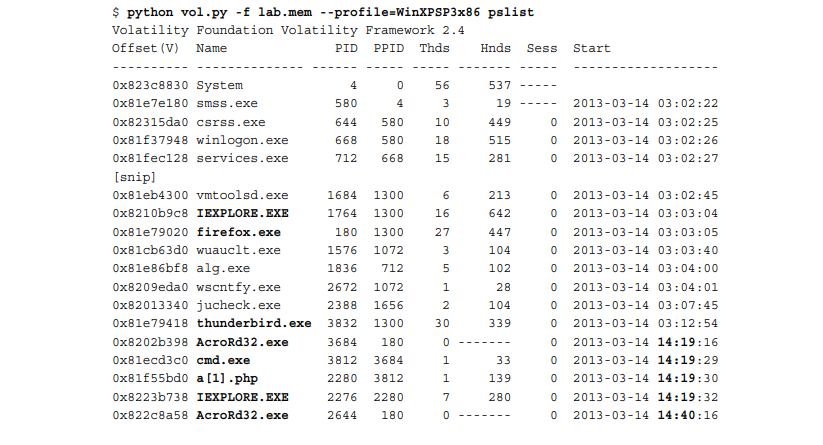 $ python vol.py -f lab.mem --profile=WinXPSP3x86 pslist
Volatility Foundation Volatility Framework 2.4
Offset(V)  Name                    PID   PPID   Thds     Hnds   Sess  Start
---------- -------------------- ------ ------ ------ -------- ------ --------------------
0x823c8830 System                    4      0     56      537 ------
0x81e7e180 smss.exe                580      4      3       19 ------ 2013-03-14 03:02:22
0x82315da0 csrss.exe               644    580     10      449      0 2013-03-14 03:02:25
0x81f37948 winlogon.exe            668    580     18      515      0 2013-03-14 03:02:26
0x81fec128 services.exe            712    668     15      281      0 2013-03-14 03:02:27
[snip]
0x81eb4300 vmtoolsd.exe           1684   1300      6      213      0 2013-03-14 03:02:45
0x8210b9c8 IEXPLORE.EXE           1764   1300     16      642      0 2013-03-14 03:03:04
0x81e79020 firefox.exe             180   1300     27      447      0 2013-03-14 03:03:05
0x81cb63d0 wuauclt.exe            1576   1072      3      104      0 2013-03-14 03:03:40
0x81e86bf8 alg.exe                1836    712      5      102      0 2013-03-14 03:04:00
0x8209eda0 wscntfy.exe            2672   1072      1       28      0 2013-03-14 03:04:01
0x82013340 jucheck.exe            2388   1656      2      104      0 2013-03-14 03:07:45
0x81e79418 thunderbird.exe        3832   1300     30      339      0 2013-03-14 03:12:54
0x8202b398 AcroRd32.exe           3684    180      0 --------      0 2013-03-14 14:19:16
0x81ecd3c0 cmd.exe                3812   3684      1       33      0 2013-03-14 14:19:29
0x81f55bd0 a[1].php               2280   3812      1      139      0 2013-03-14 14:19:30
0x8223b738 IEXPLORE.EXE           2276   2280      7      280      0 2013-03-14 14:19:32
0x822c8a58 AcroRd32.exe           2644    180      0 --------      0 2013-03-14 14:40:16